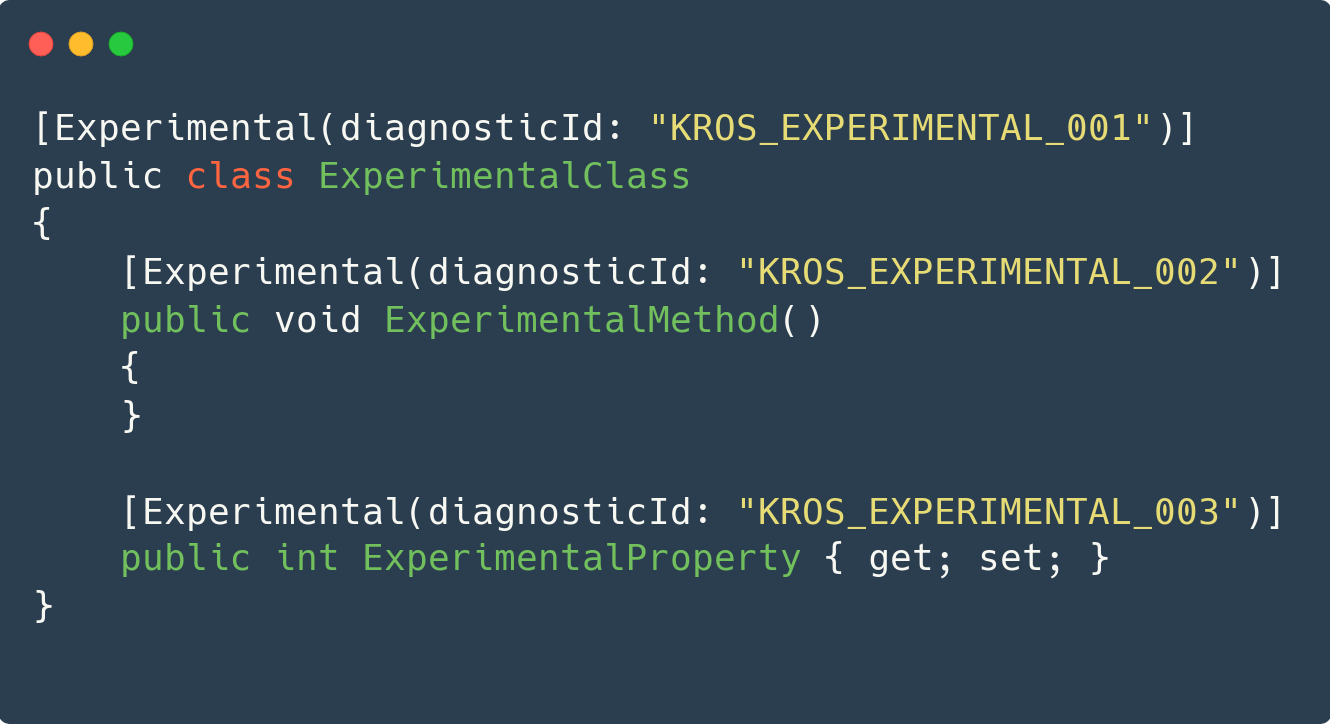 [Experimental(diagnosticId: "KROS_EXPERIMENTAL_001")]
public class ExperimentalClass
{
    [Experimental(diagnosticId: "KROS_EXPERIMENTAL_002")]
    public void ExperimentalMethod()
    {
    }

    [Experimental(diagnosticId: "KROS_EXPERIMENTAL_003")]
    public int ExperimentalProperty { get; set; }
}